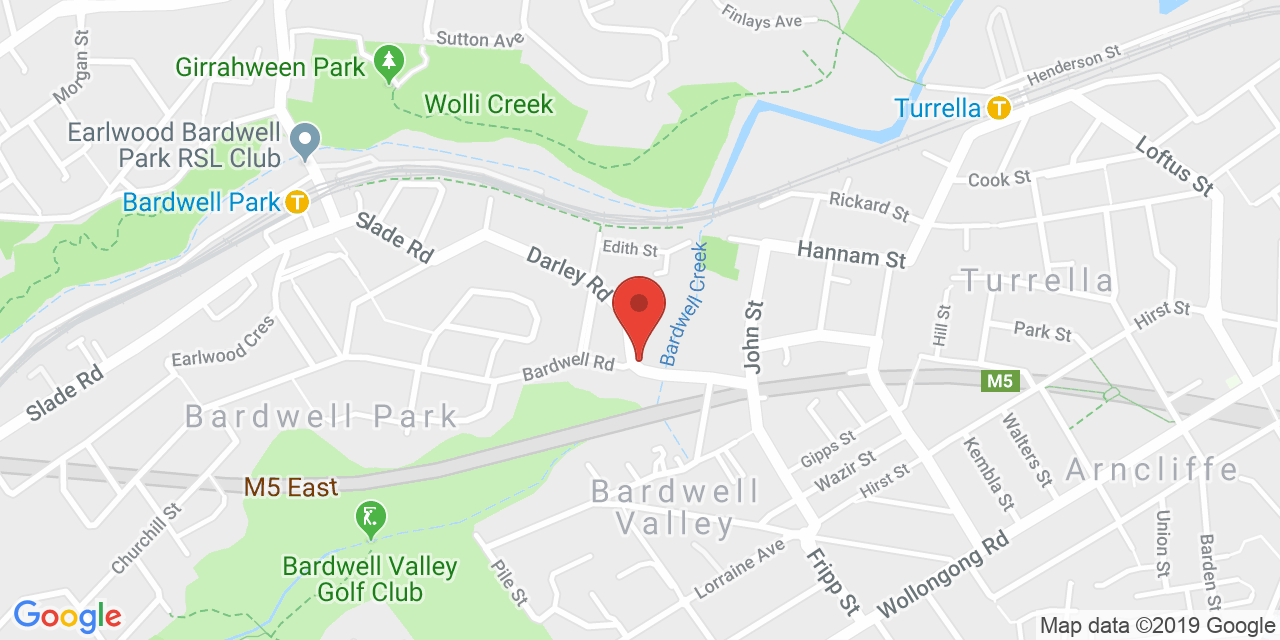 Finlays Ave
Morgan St
Sutton Ave
Henderson St
Girrahween Park
Wolli Creek
Turrella
T
Earlwood Bardwell
Park RSL Club
Loftus St
Cook St
Bardwell Park
T
Rickard St
Slade Rd
Edith St
Hannam St
Darley Rd
Bardwell Creek
Turrella
Hirst St
Hill St
Park St
John St
Earlwood Cres
Bardwell Rd
M5
Slade Rd
Bardwell Park
Gipps St
Walters St
Wazir St
Kembla St
Hirst St
Arncliffe
M5 East
Bardwell
Valley
Churchill St
Union St
Barden St
Wollongong Rd
Bardwell Valley
Golf Club
Pile St
Lorraine Ave
Fripp St
Google
Map data ©2019 Google